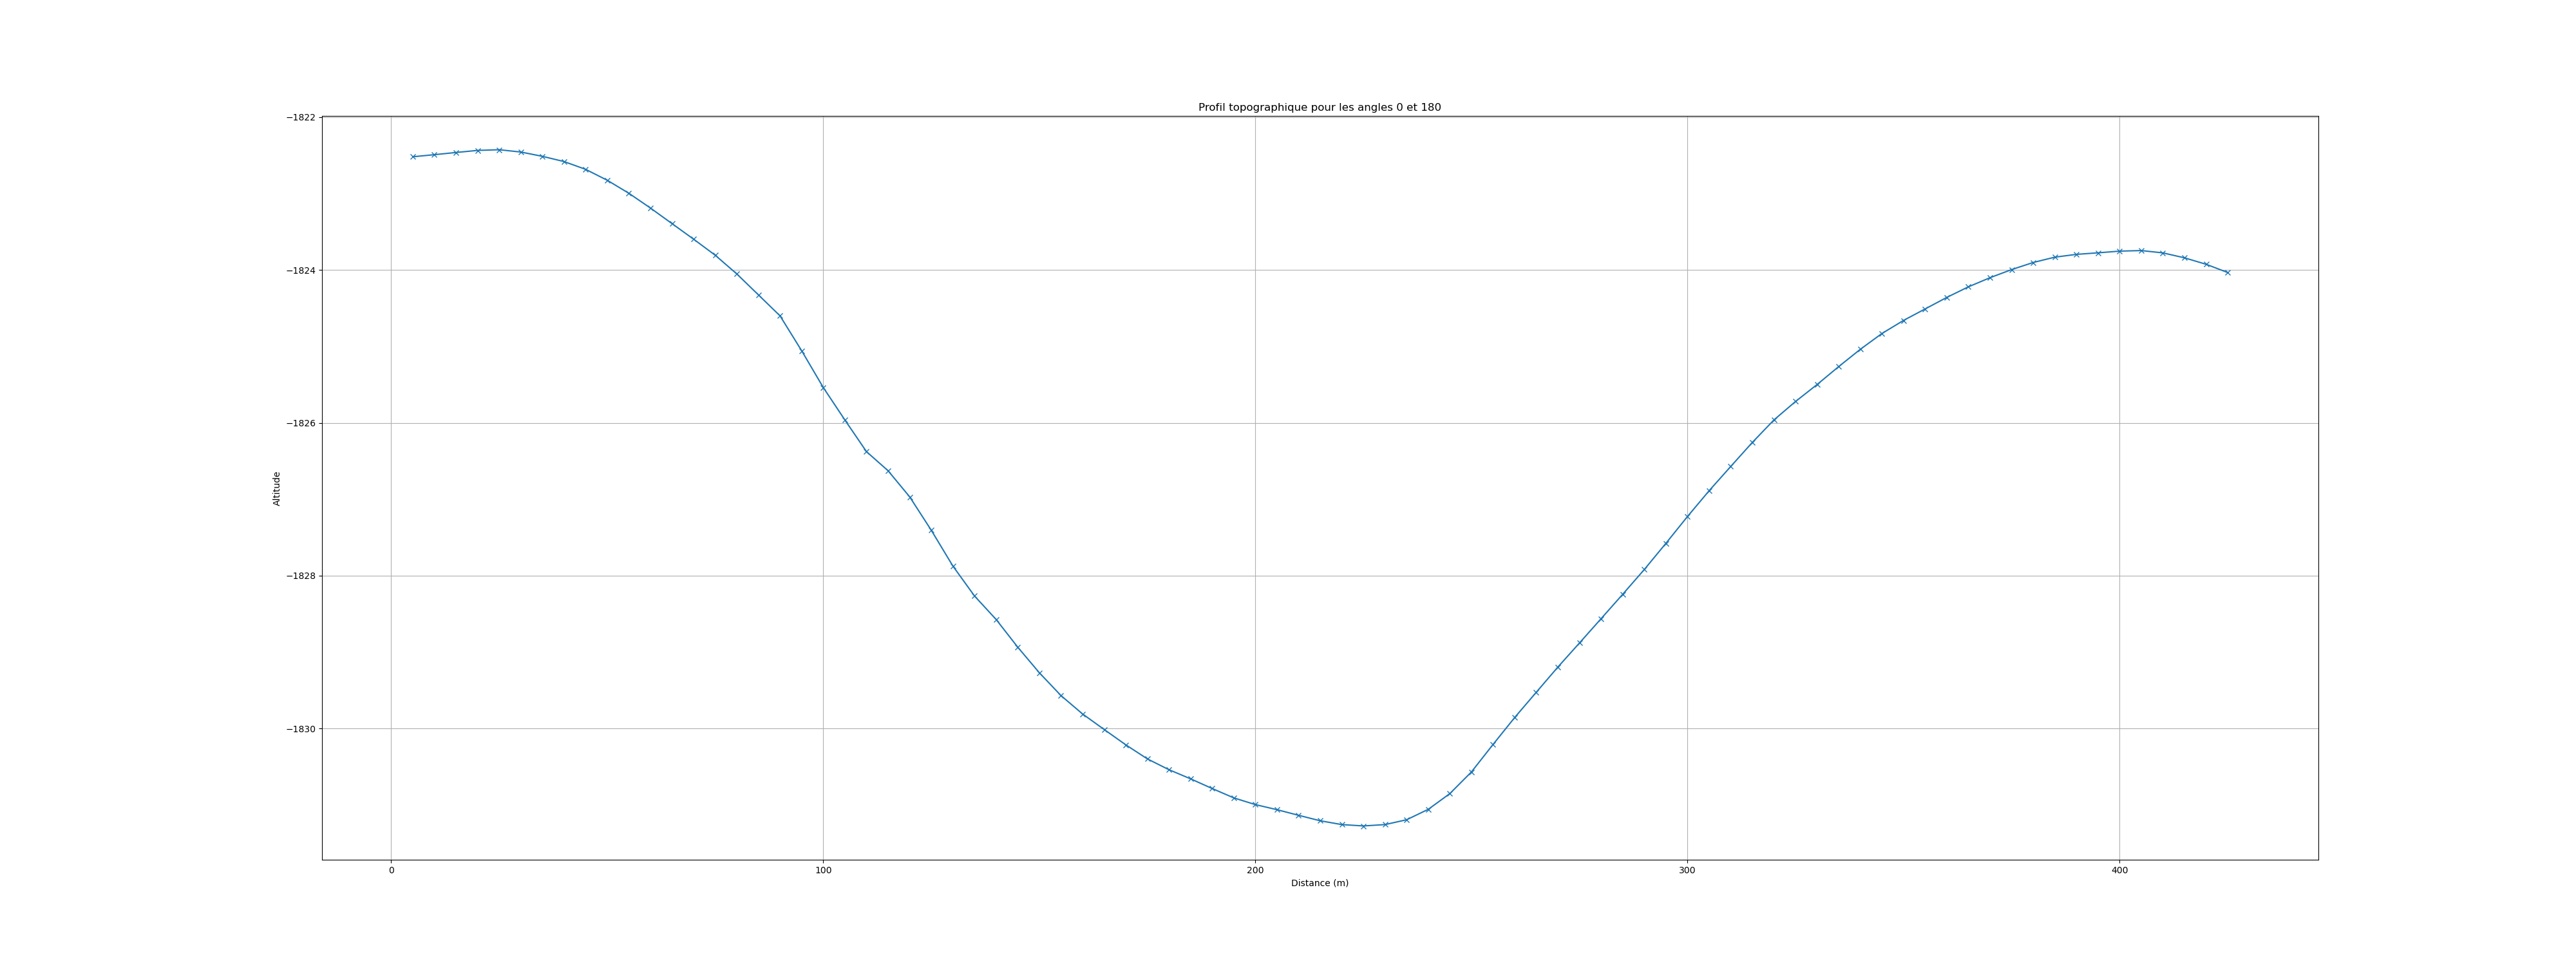 Profil topographique pour les angles 0 et 180
−1822
−1824
−1826
−1828
−1830
Altitude
0 100 200 300 400
Distance (m)